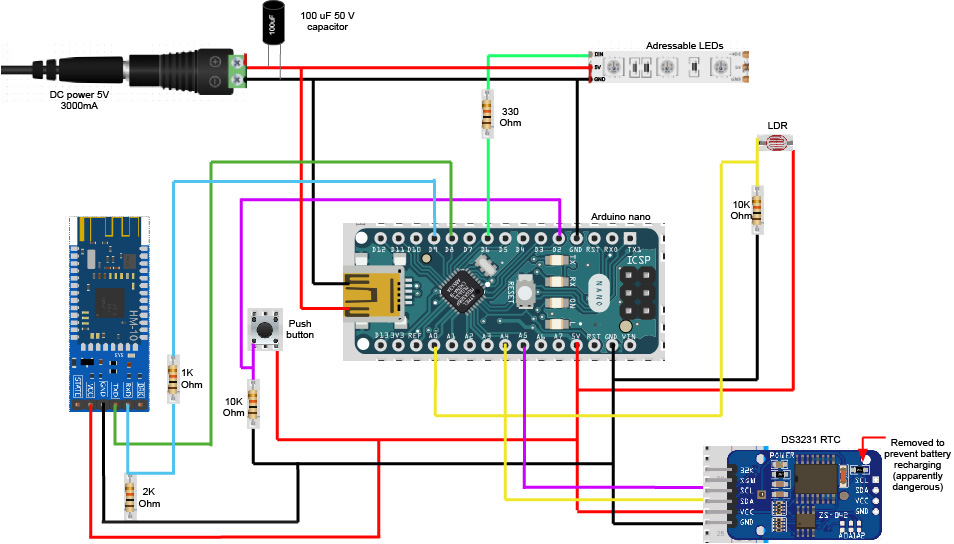 100uF
100 uF 50 V
capacitor
DC power 5V
3000mA
Adressable LEDs
DIN
5V
GND
330
Ohm
LDR
10K
Ohm
Arduino nano
D12 D11 D10 D9 D8 D7 D6 D5 D4 D3 D2 GND RST RX0 TX1
ICSP
TX
RX
ON
L
RESET
NANO
D13 3V3 REF A0 A1 A2 A3 A4 A5 A6 A7 5V RST GND VIN
HM-10
SYS
STATE
VCC
GND
TXD
RXD
1K
Ohm
2K
Ohm
Push
button
10K
Ohm
DS3231 RTC
Removed to
prevent battery
recharging
(apparently
dangerous)
POWER
32K
SQW
SCL
SDA
VCC
GND
SCL
SDA
VCC
GND
ZS-042